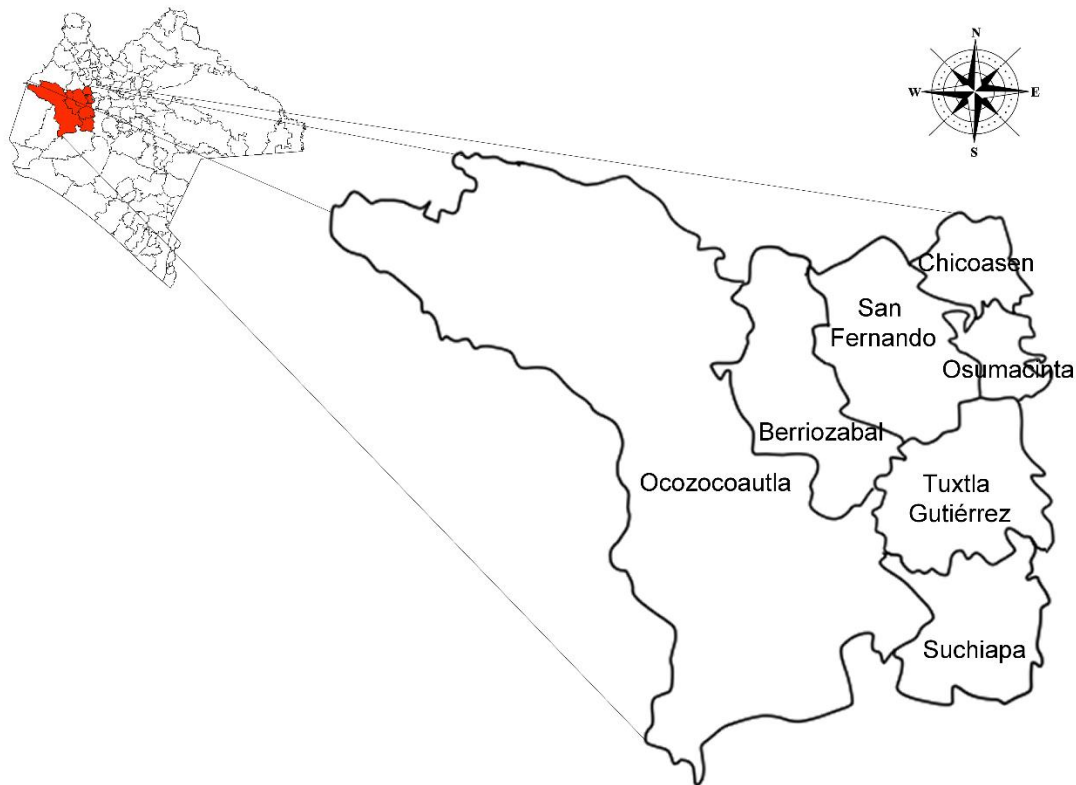 N
W
E
S
Chicoasen
San
Fernando
Osumacinta
Berriozabal
Ocozocoautla
Tuxtla
Gutiérrez
Suchiapa